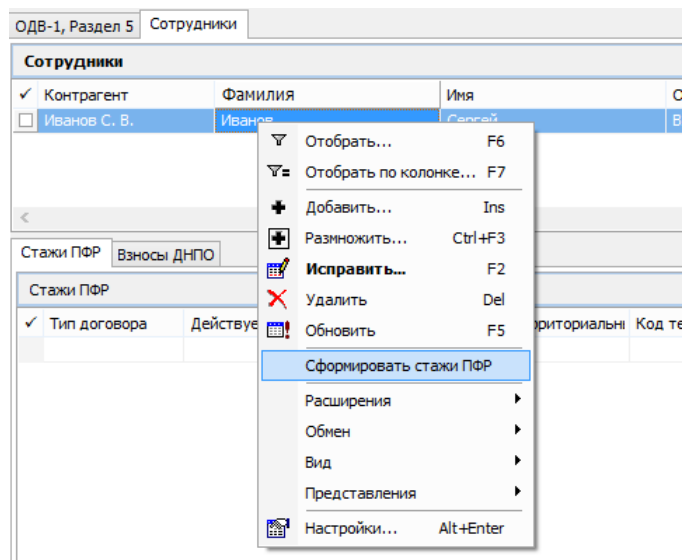 ОДВ-1, Раздел 5 Сотрудники
Сотрудники
Контрагент Фамилия Имя О
Иванов С. В. Иванов Сергей В
Отобрать... F6
Отобрать по колонке... F7
Добавить... Ins
Размножить... Ctrl+F3
Исправить... F2
Удалить Del
Обновить F5
Сформировать стажи ПФР
Расширения
Обмен
Вид
Представления
Настройки... Alt+Enter
Стажи ПФР Взносы ДНПО
Стажи ПФР
Тип договора Действуе рриториальн Код те